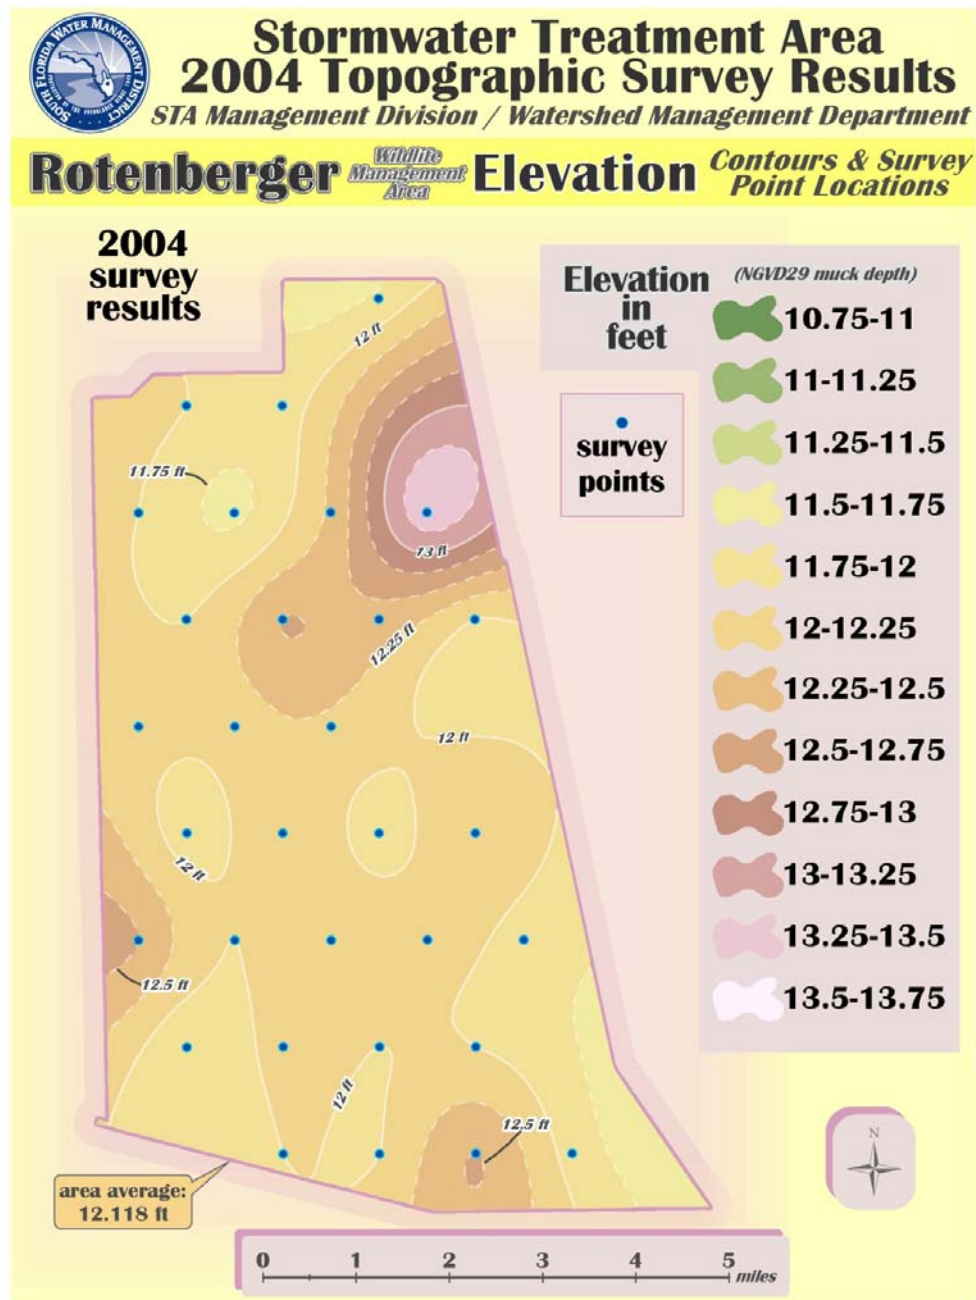 SOUTH FLORIDA WATER MANAGEMENT DISTRICT
Stormwater Treatment Area
2004 Topographic Survey Results
STA Management Division / Watershed Management Department
Rotenberger Wildlife Management Area Elevation Contours & Survey Point Locations
2004
survey
results
Elevation
in
feet
(NGVD29 muck depth)
10.75-11
11-11.25
11.25-11.5
11.5-11.75
11.75-12
12-12.25
12.25-12.5
12.5-12.75
12.75-13
13-13.25
13.25-13.5
13.5-13.75
survey
points
12 ft
11.75 ft
13 ft
12.25 ft
12 ft
12 ft
12.5 ft
12 ft
12.5 ft
area average:
12.118 ft
N
0 1 2 3 4 5 miles